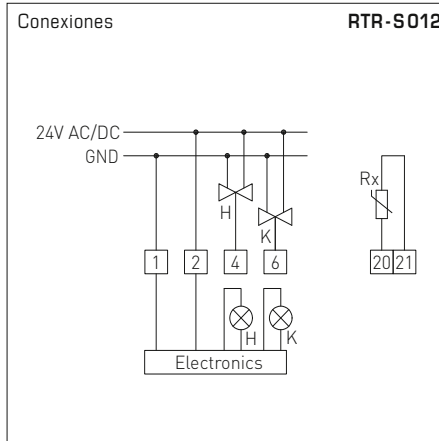 Conexiones RTR-S012
24V AC/DC
GND
Rx
H
K
1 2 4 6 20 21
H K
Electronics